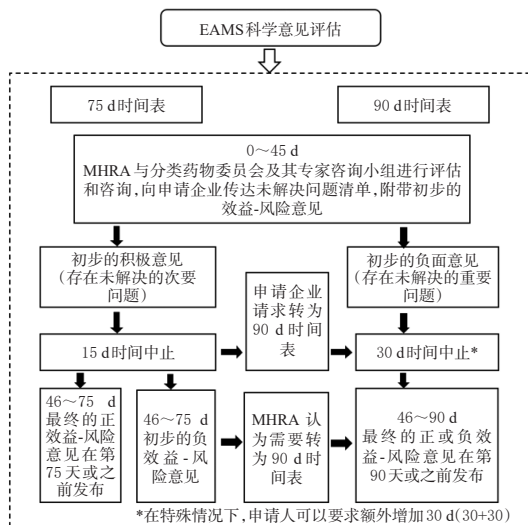 EAMS科学意见评估
75 d时间表
90 d时间表
0～45 d
MHRA与分类药物委员会及其专家咨询小组进行评估
和咨询,向申请企业传达未解决问题清单,附带初步的
效益-风险意见
初步的积极意见
(存在未解决的次要
问题)
申请企业
请求转为
90 d时间
表
初步的负面意见
(存在未解决的重要
问题)
15 d时间中止
30 d时间中止*
46～75 d
最终的正
效益-风险
意见在第
75天或之
前发布
46～75 d
初步的负
效益-风
险意见
MHRA 认
为需要转
为 90 d时
间表
46～90 d
最终的正或负效
益-风险意见在第
90天或之前发布
*在特殊情况下,申请人可以要求额外增加30 d(30+30)